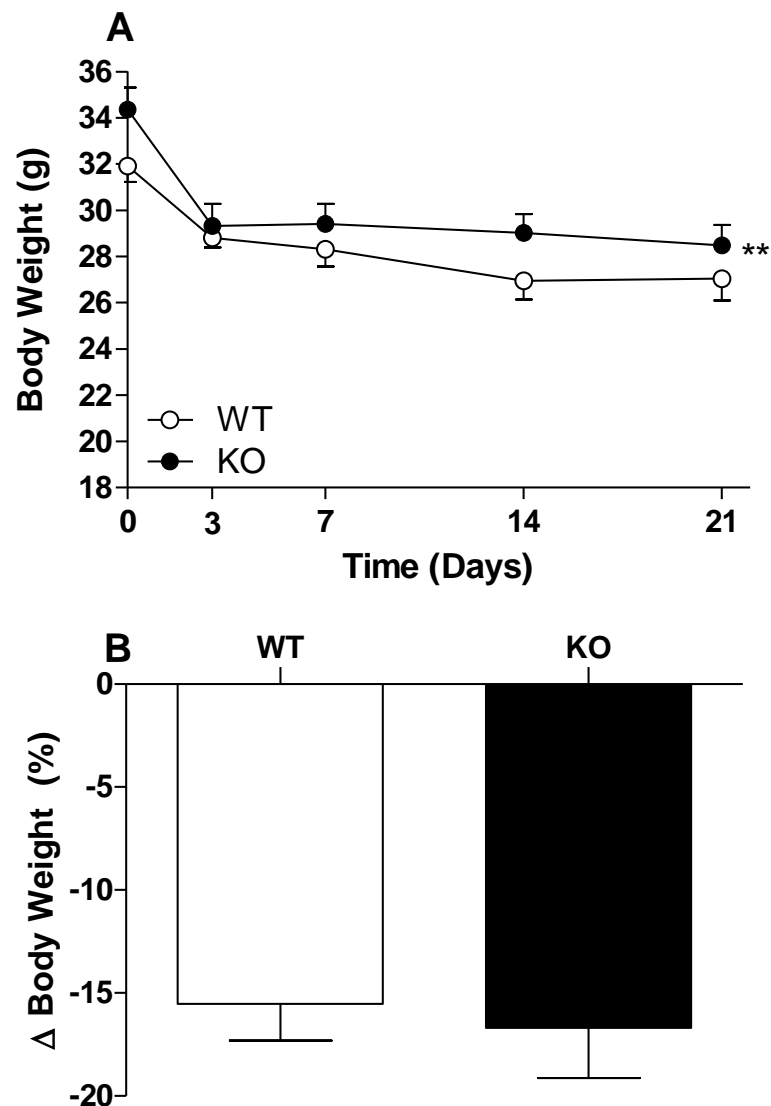 A
36
34
32
30
28
26
24
22
20
18
Body Weight (g)
**
WT
KO
0 3 7 14 21
Time (Days)
B
WT KO
0
-5
-10
-15
-20
Δ Body Weight (%)